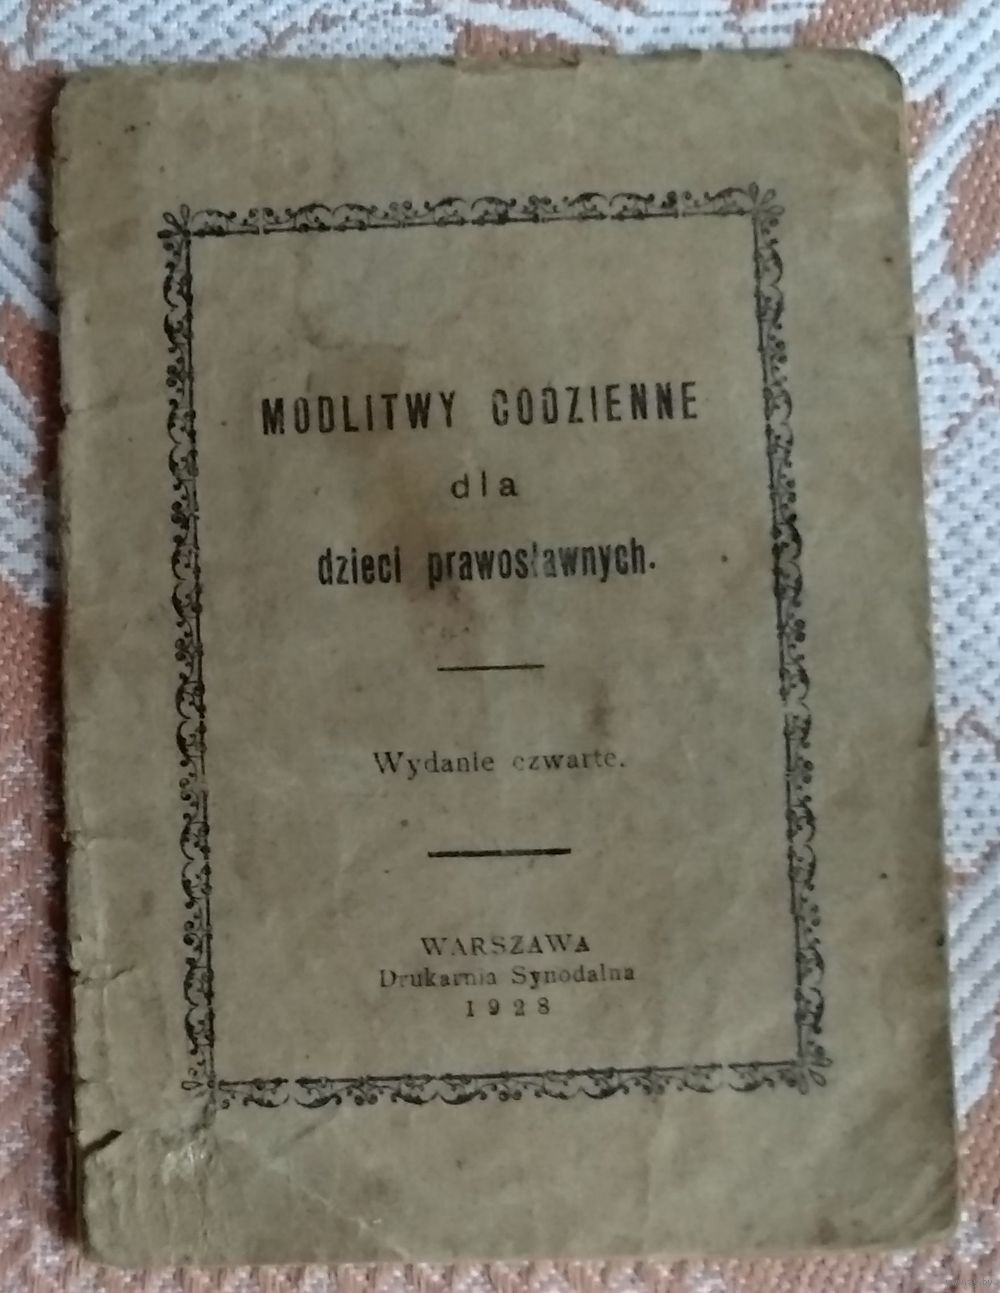 MODLITWY CODZIENNE
dla
dzieci prawosławnych.
Wydanie czwarte.
WARSZAWA
Drukarnia Synodalna
1928